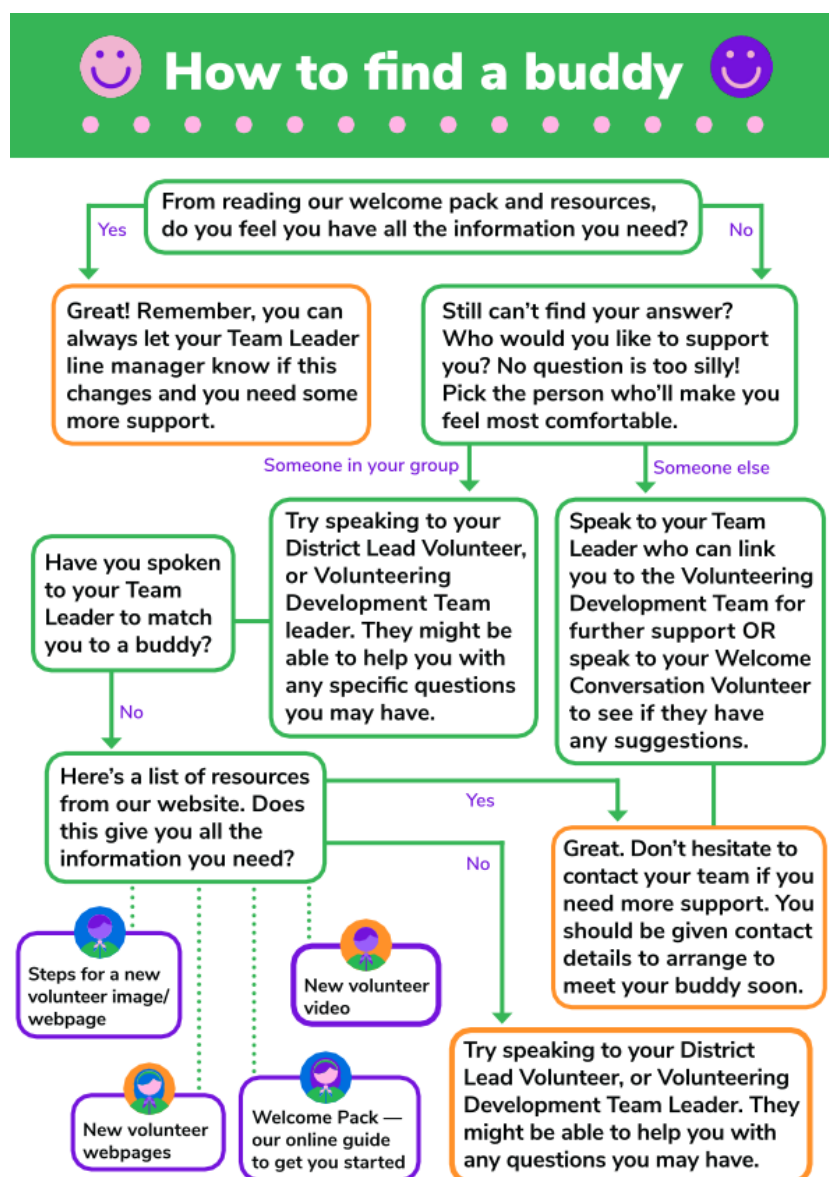 How to find a buddy
From reading our welcome pack and resources,
do you feel you have all the information you need?
Yes
No
Great! Remember, you can
always let your Team Leader
line manager know if this
changes and you need some
more support.
Still can’t find your answer?
Who would you like to support
you? No question is too silly!
Pick the person who’ll make you
feel most comfortable.
Someone in your group
Someone else
Have you spoken
to your Team
Leader to match
you to a buddy?
Try speaking to your
District Lead Volunteer,
or Volunteering
Development Team
leader. They might be
able to help you with
any specific questions
you may have.
Speak to your Team
Leader who can link
you to the Volunteering
Development Team for
further support OR
speak to your Welcome
Conversation Volunteer
to see if they have
any suggestions.
No
Here’s a list of resources
from our website. Does
this give you all the
information you need?
Yes
No
Great. Don’t hesitate to
contact your team if you
need more support. You
should be given contact
details to arrange to
meet your buddy soon.
Steps for a new
volunteer image/
webpage
New volunteer
video
New volunteer
webpages
Welcome Pack —
our online guide
to get you started
Try speaking to your District
Lead Volunteer, or Volunteering
Development Team Leader. They
might be able to help you with
any questions you may have.